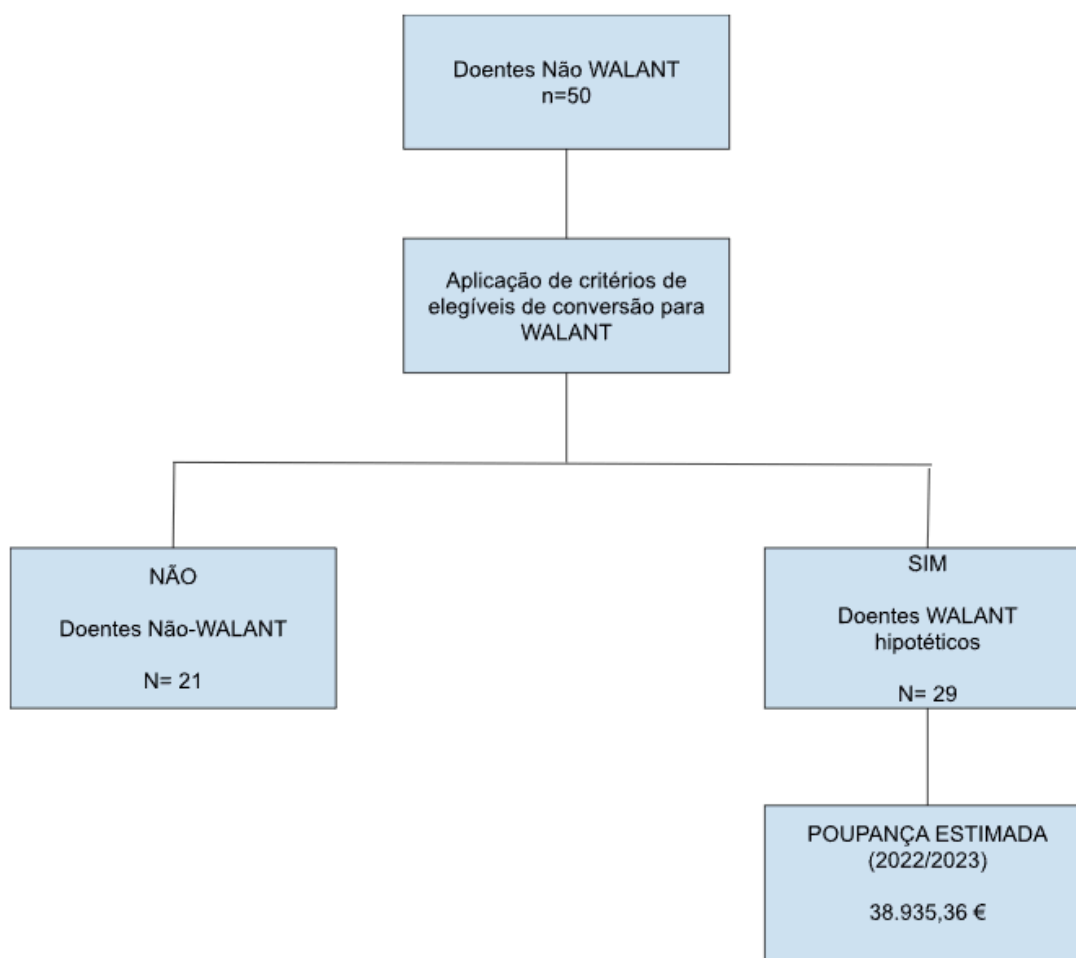 Doentes Não WALANT
n=50
Aplicação de critérios de
elegíveis de conversão para
WALANT
NÃO
Doentes Não-WALANT
N= 21
SIM
Doentes WALANT
hipotéticos
N= 29
POUPANÇA ESTIMADA
(2022/2023)
38.935,36 €